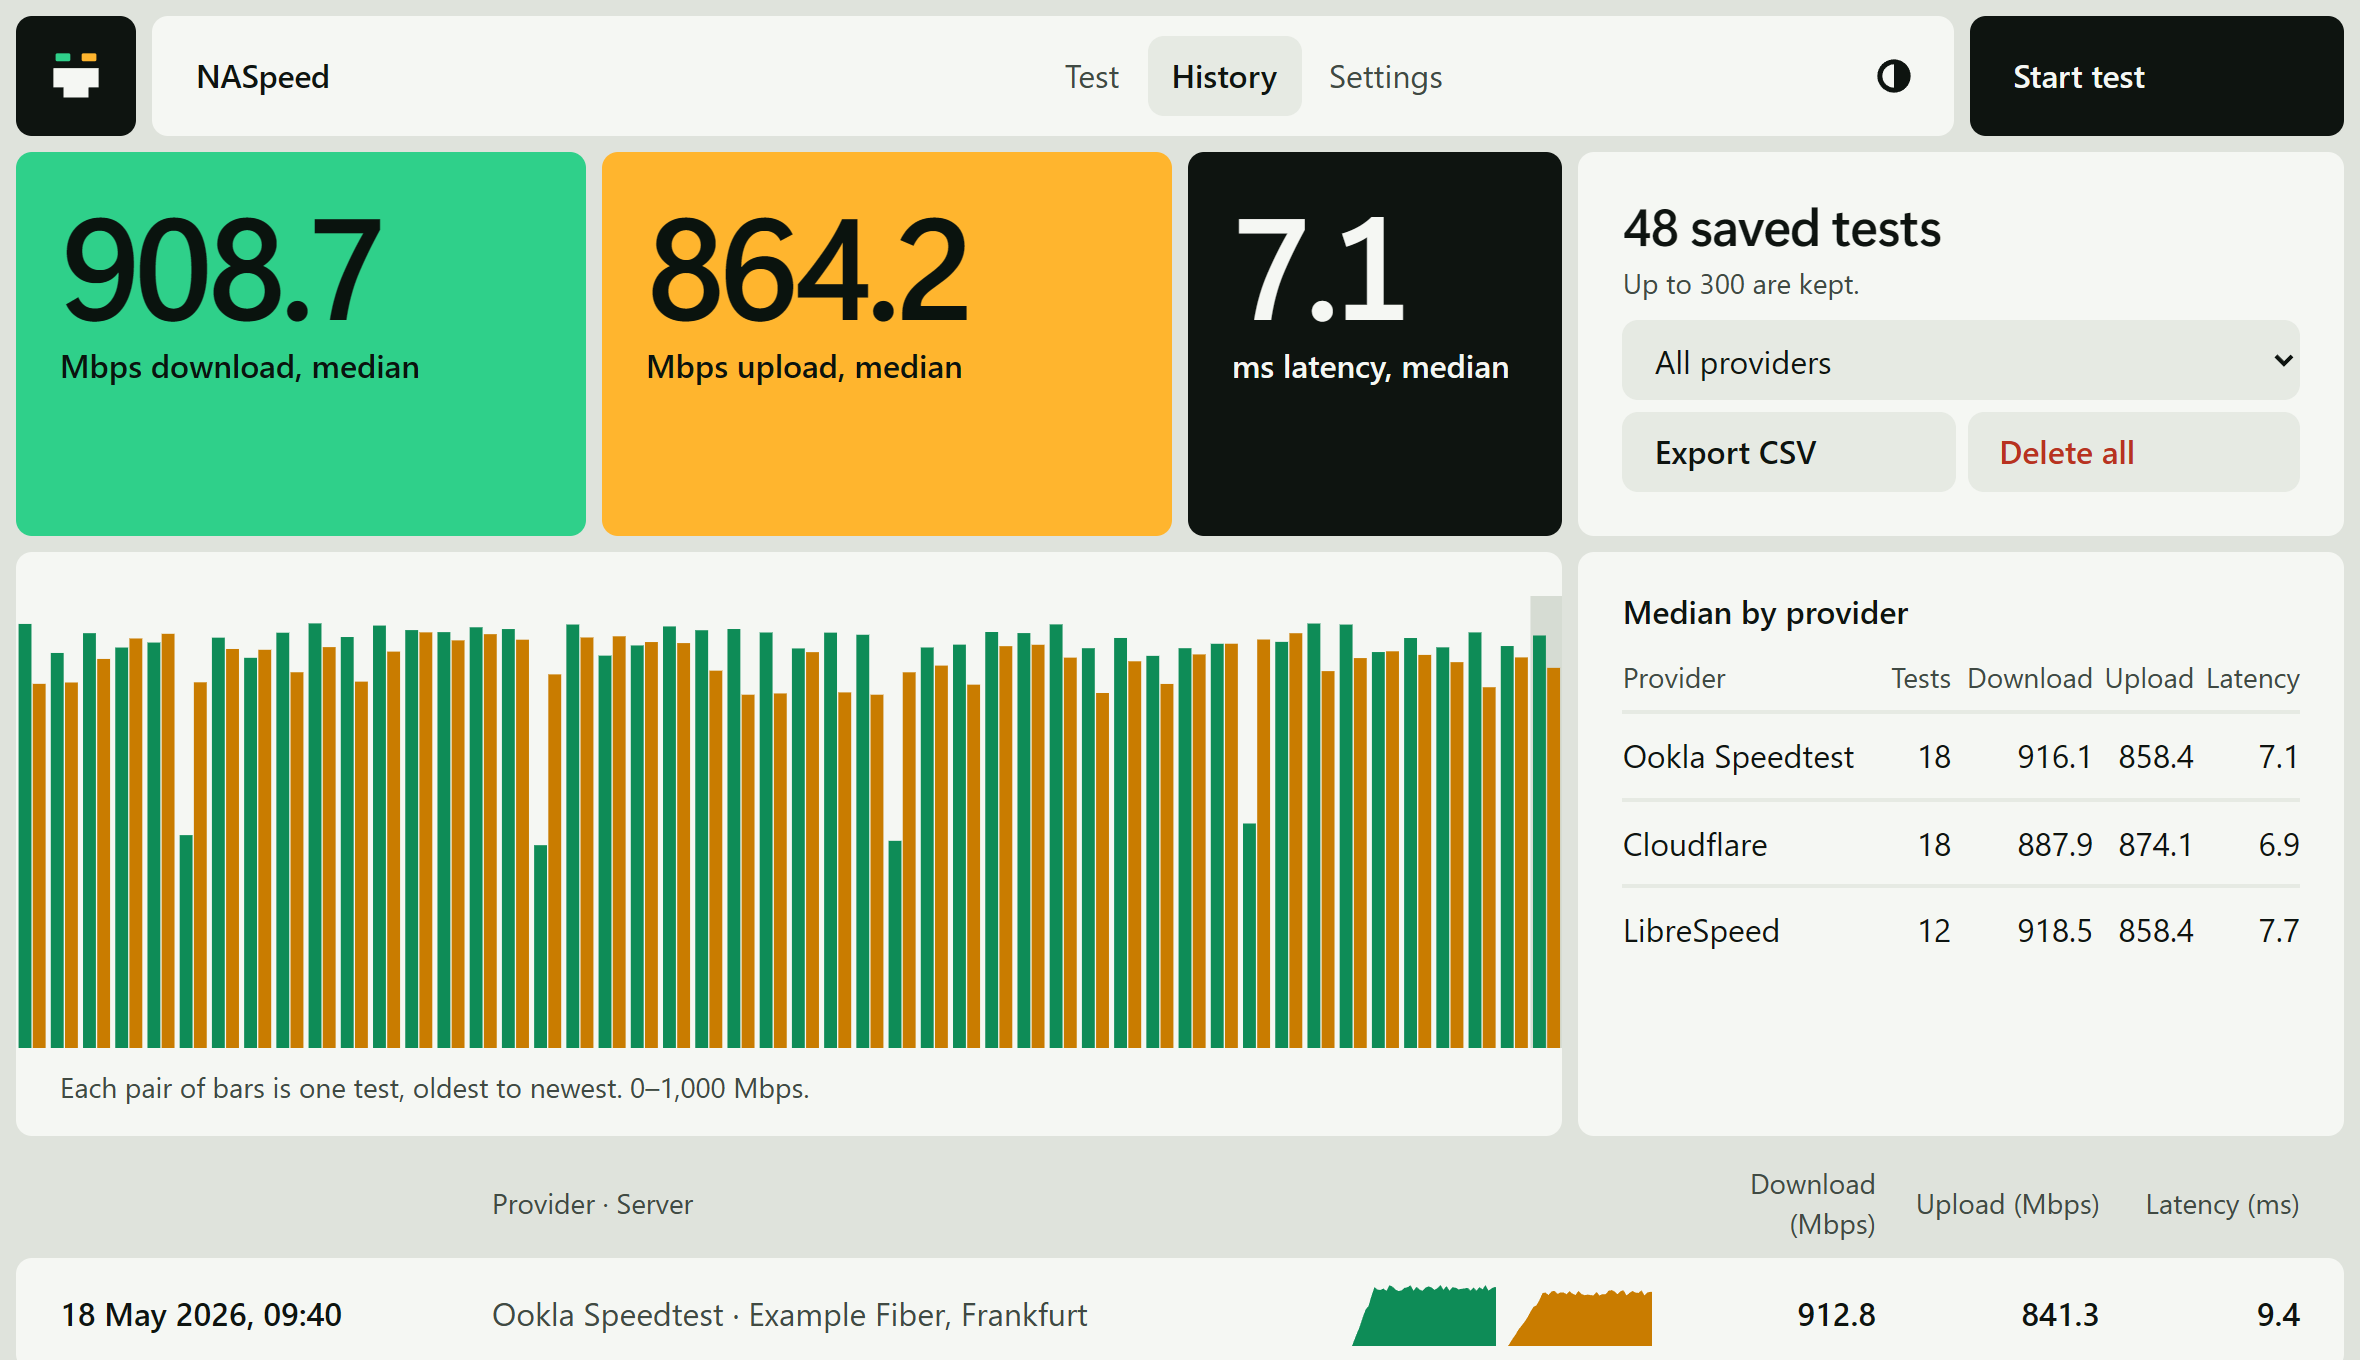 NASpeed
Test
History
Settings
Start test
908.7
Mbps download, median
864.2
Mbps upload, median
7.1
ms latency, median
48 saved tests
Up to 300 are kept.
All providers
Export CSV
Delete all
Each pair of bars is one test, oldest to newest. 0–1,000 Mbps.
Median by provider
Provider Tests Download Upload Latency
Ookla Speedtest 18 916.1 858.4 7.1
Cloudflare 18 887.9 874.1 6.9
LibreSpeed 12 918.5 858.4 7.7
Provider · Server
Download
(Mbps)
Upload (Mbps)
Latency (ms)
18 May 2026, 09:40 Ookla Speedtest · Example Fiber, Frankfurt 912.8 841.3 9.4